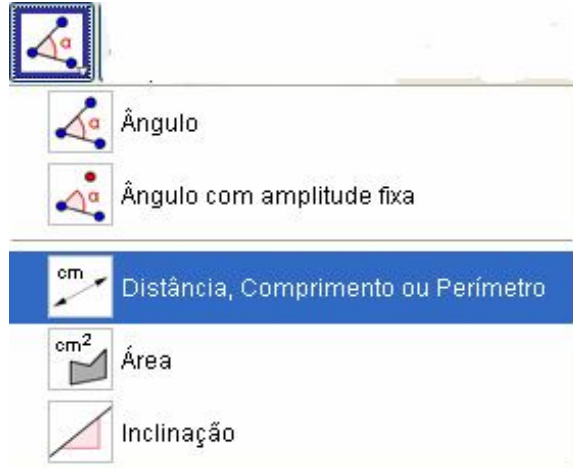 α
α
Ângulo
α
Ângulo com amplitude fixa
cm
Distância, Comprimento ou Perímetro
cm²
Área
Inclinação